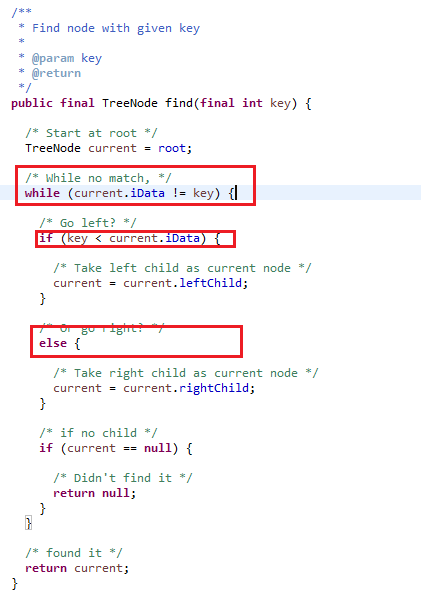 /**
 * Find node with given key
 *
 * @param key
 * @return
 */
public final TreeNode find(final int key) {
/* Start at root */
TreeNode current = root;
/* While no match, */
while (current.iData != key) {
/* Go left? */
if (key < current.iData) {
/* Take left child as current node */
current = current.leftChild;
}
/* Or go right? */
else {
/* Take right child as current node */
current = current.rightChild;
}
/* if no child */
if (current == null) {
/* Didn't find it */
return null;
}
}
/* found it */
return current;
}